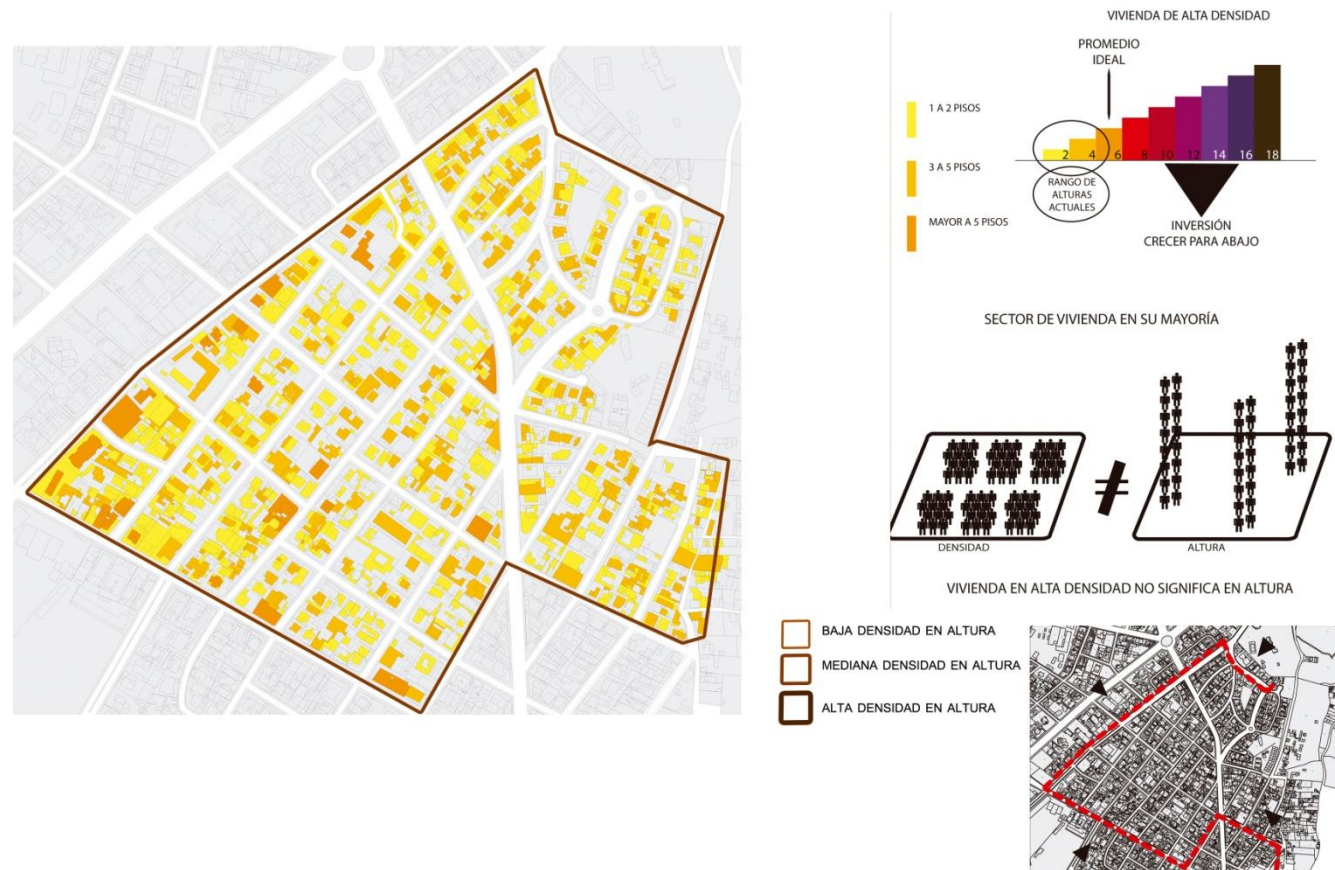 VIVIENDA DE ALTA DENSIDAD
PROMEDIO
IDEAL
1 A 2 PISOS
3 A 5 PISOS
MAYOR A 5 PISOS
2 4 6 8 10 12 14 16 18
RANGO DE
ALTURAS
ACTUALES
INVERSIÓN
CRECER PARA ABAJO
SECTOR DE VIVIENDA EN SU MAYORÍA
DENSIDAD
ALTURA
VIVIENDA EN ALTA DENSIDAD NO SIGNIFICA EN ALTURA
BAJA DENSIDAD EN ALTURA
MEDIANA DENSIDAD EN ALTURA
ALTA DENSIDAD EN ALTURA